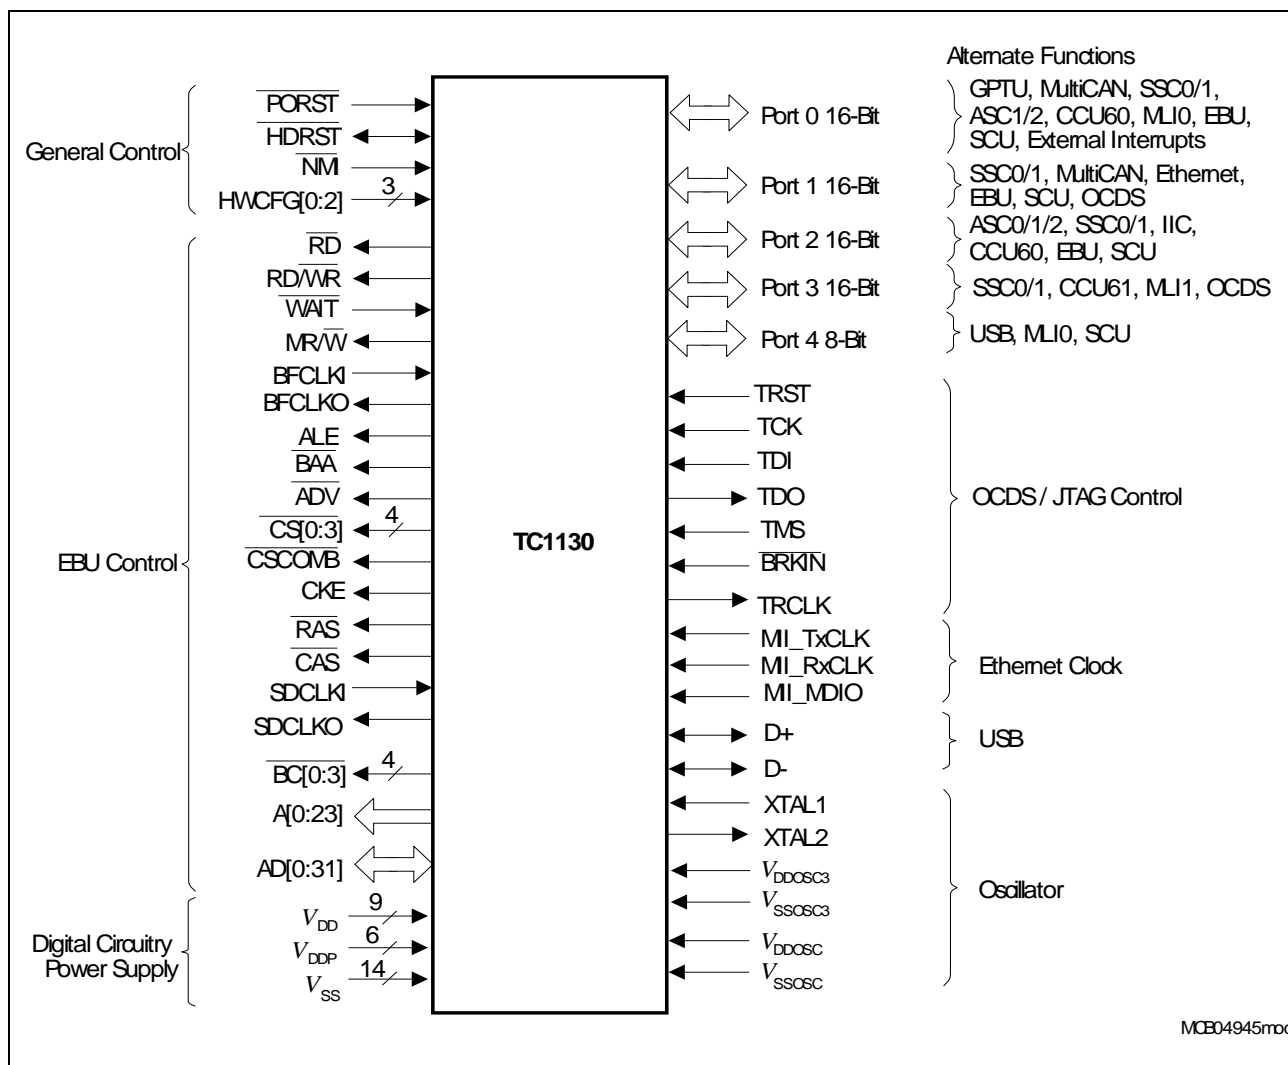 Alternate Functions
General Control
PORST
HDRST
NMI
HWCFG[0:2]
3
EBU Control
RD
RD/WR
WAIT
MR/W
BFCLKI
BFCLKO
ALE
BAA
ADV
CS[0:3]
4
CSCOMB
CKE
RAS
CAS
SDCLKI
SDCLKO
BC[0:3]
4
A[0:23]
AD[0:31]
Digital Circuitry
Power Supply
VDD
9
VDDP
6
VSS
14
TC1130
Port 0 16-Bit
GPTU, MultiCAN, SSC0/1,
ASC1/2, CCU60, MLI0, EBU,
SCU, External Interrupts
Port 1 16-Bit
SSC0/1, MultiCAN, Ethernet,
EBU, SCU, OCDS
Port 2 16-Bit
ASC0/1/2, SSC0/1, IIC,
CCU60, EBU, SCU
Port 3 16-Bit
SSC0/1, CCU61, MLI1, OCDS
Port 4 8-Bit
USB, MLI0, SCU
TRST
TCK
TDI
TDO
TMS
BRKIN
TRCLK
OCDS / JTAG Control
MII_TxCLK
MII_RxCLK
MII_MDIO
Ethernet Clock
D+
D-
USB
XTAL1
XTAL2
VDDOSC3
VSSOSC3
VDDOSC
VSSOSC
Oscillator
MCB04945mod